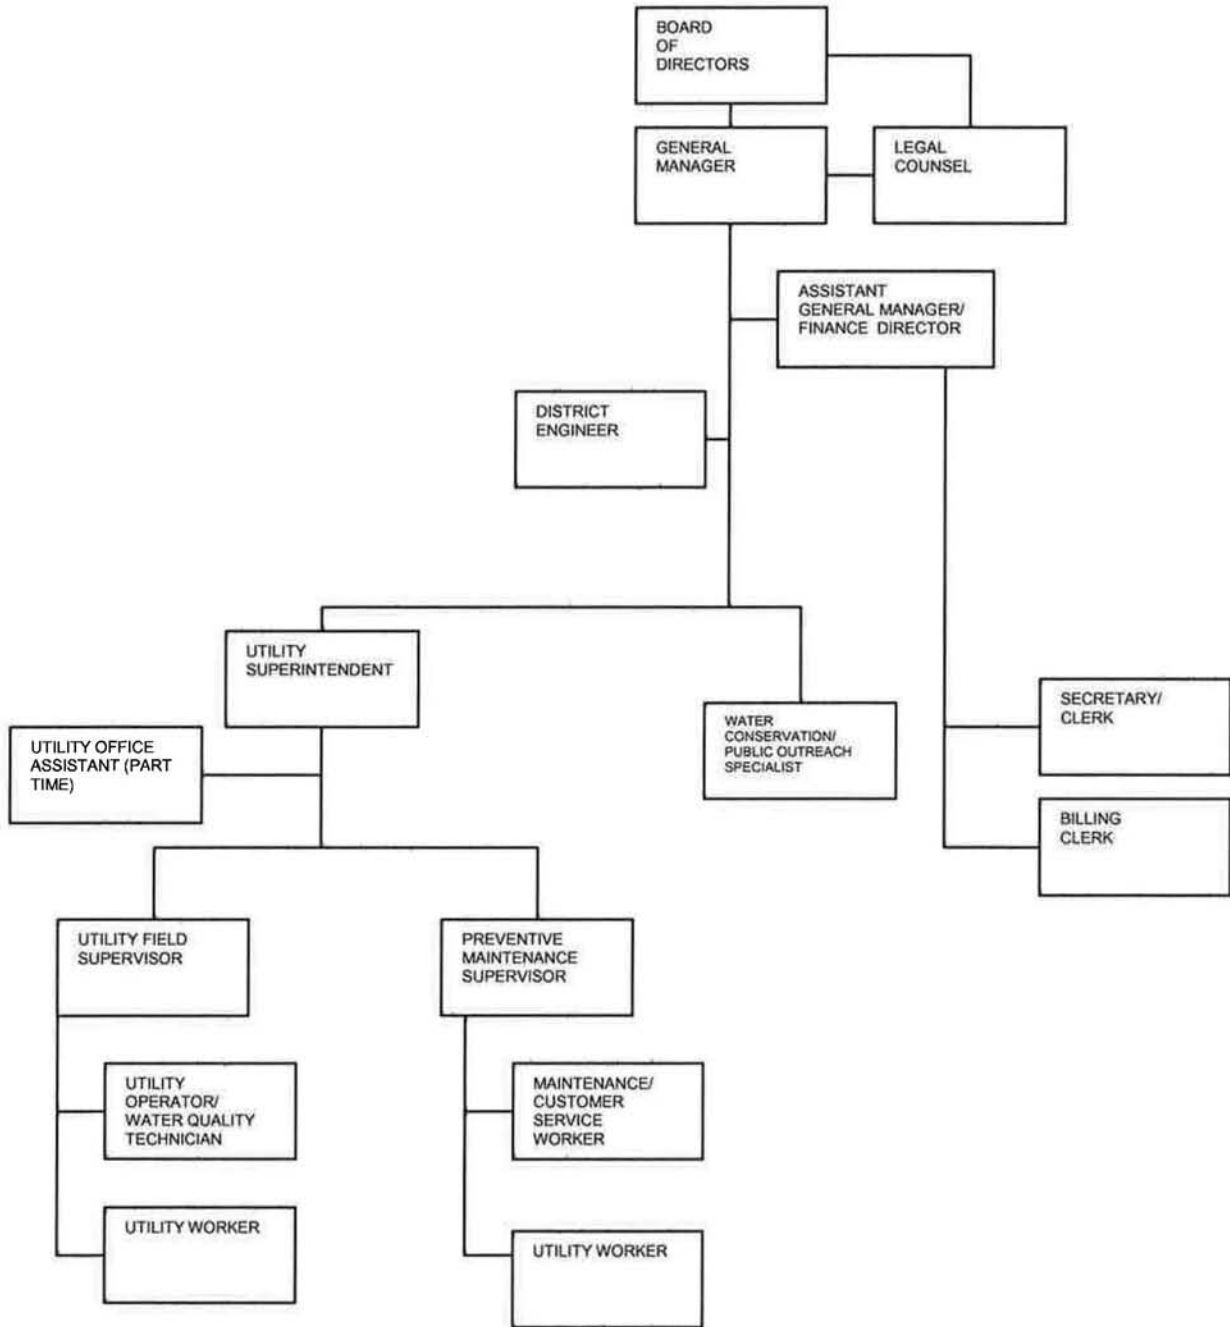 BOARD
OF
DIRECTORS
GENERAL
MANAGER
LEGAL
COUNSEL
ASSISTANT
GENERAL MANAGER/
FINANCE DIRECTOR
DISTRICT
ENGINEER
UTILITY
SUPERINTENDENT
WATER
CONSERVATION/
PUBLIC OUTREACH
SPECIALIST
SECRETARY/
CLERK
UTILITY OFFICE
ASSISTANT (PART
TIME)
BILLING
CLERK
UTILITY FIELD
SUPERVISOR
PREVENTIVE
MAINTENANCE
SUPERVISOR
UTILITY
OPERATOR/
WATER QUALITY
TECHNICIAN
MAINTENANCE/
CUSTOMER
SERVICE
WORKER
UTILITY WORKER
UTILITY WORKER